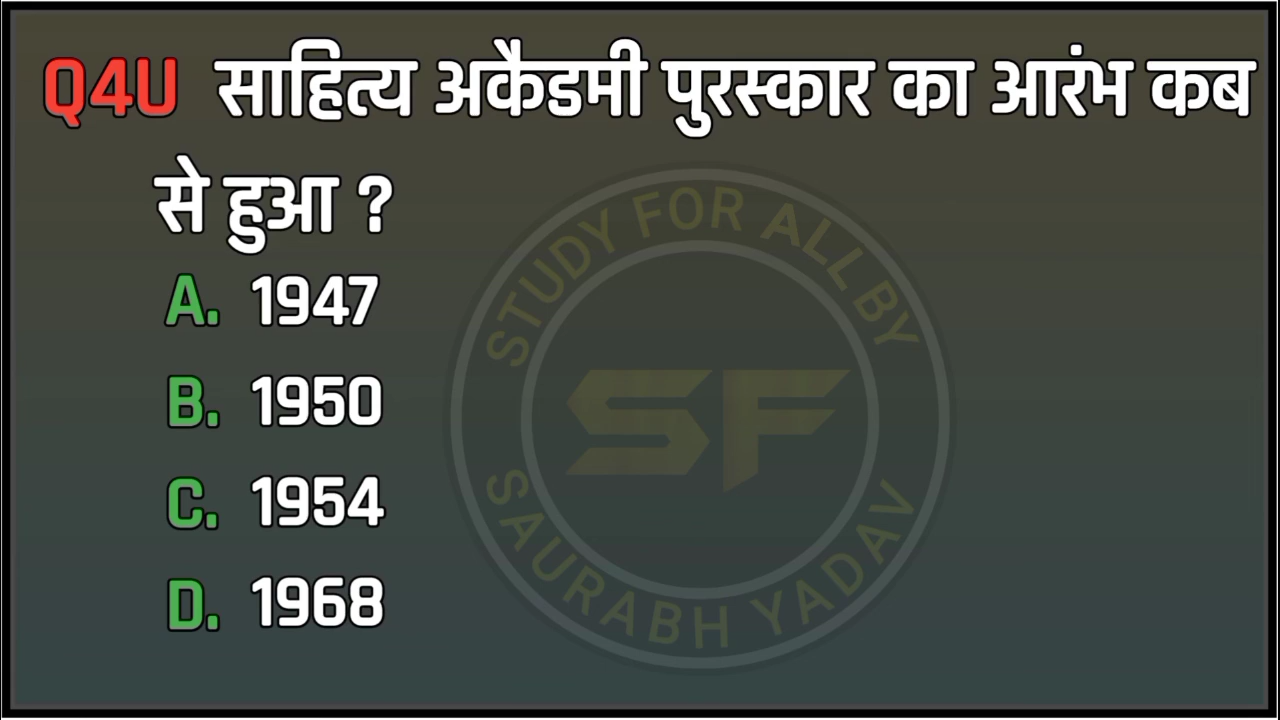 Q4U साहित्य अकैडमी पुरस्कार का आरंभ कब
से हुआ ?
A. 1947
B. 1950
C. 1954
D. 1968
STUDY FOR ALL BY
SF
SAURABH YADAV